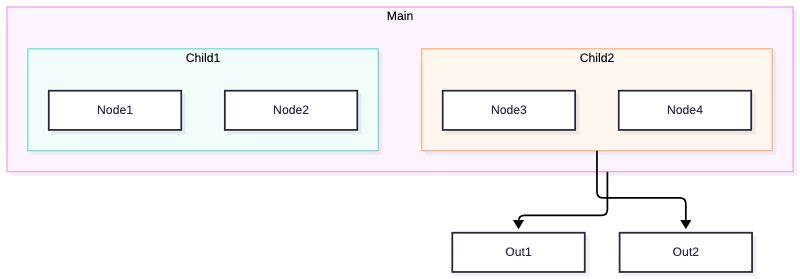 Main
Child1
Child2
Node1
Node2
Node3
Node4
Out1
Out2